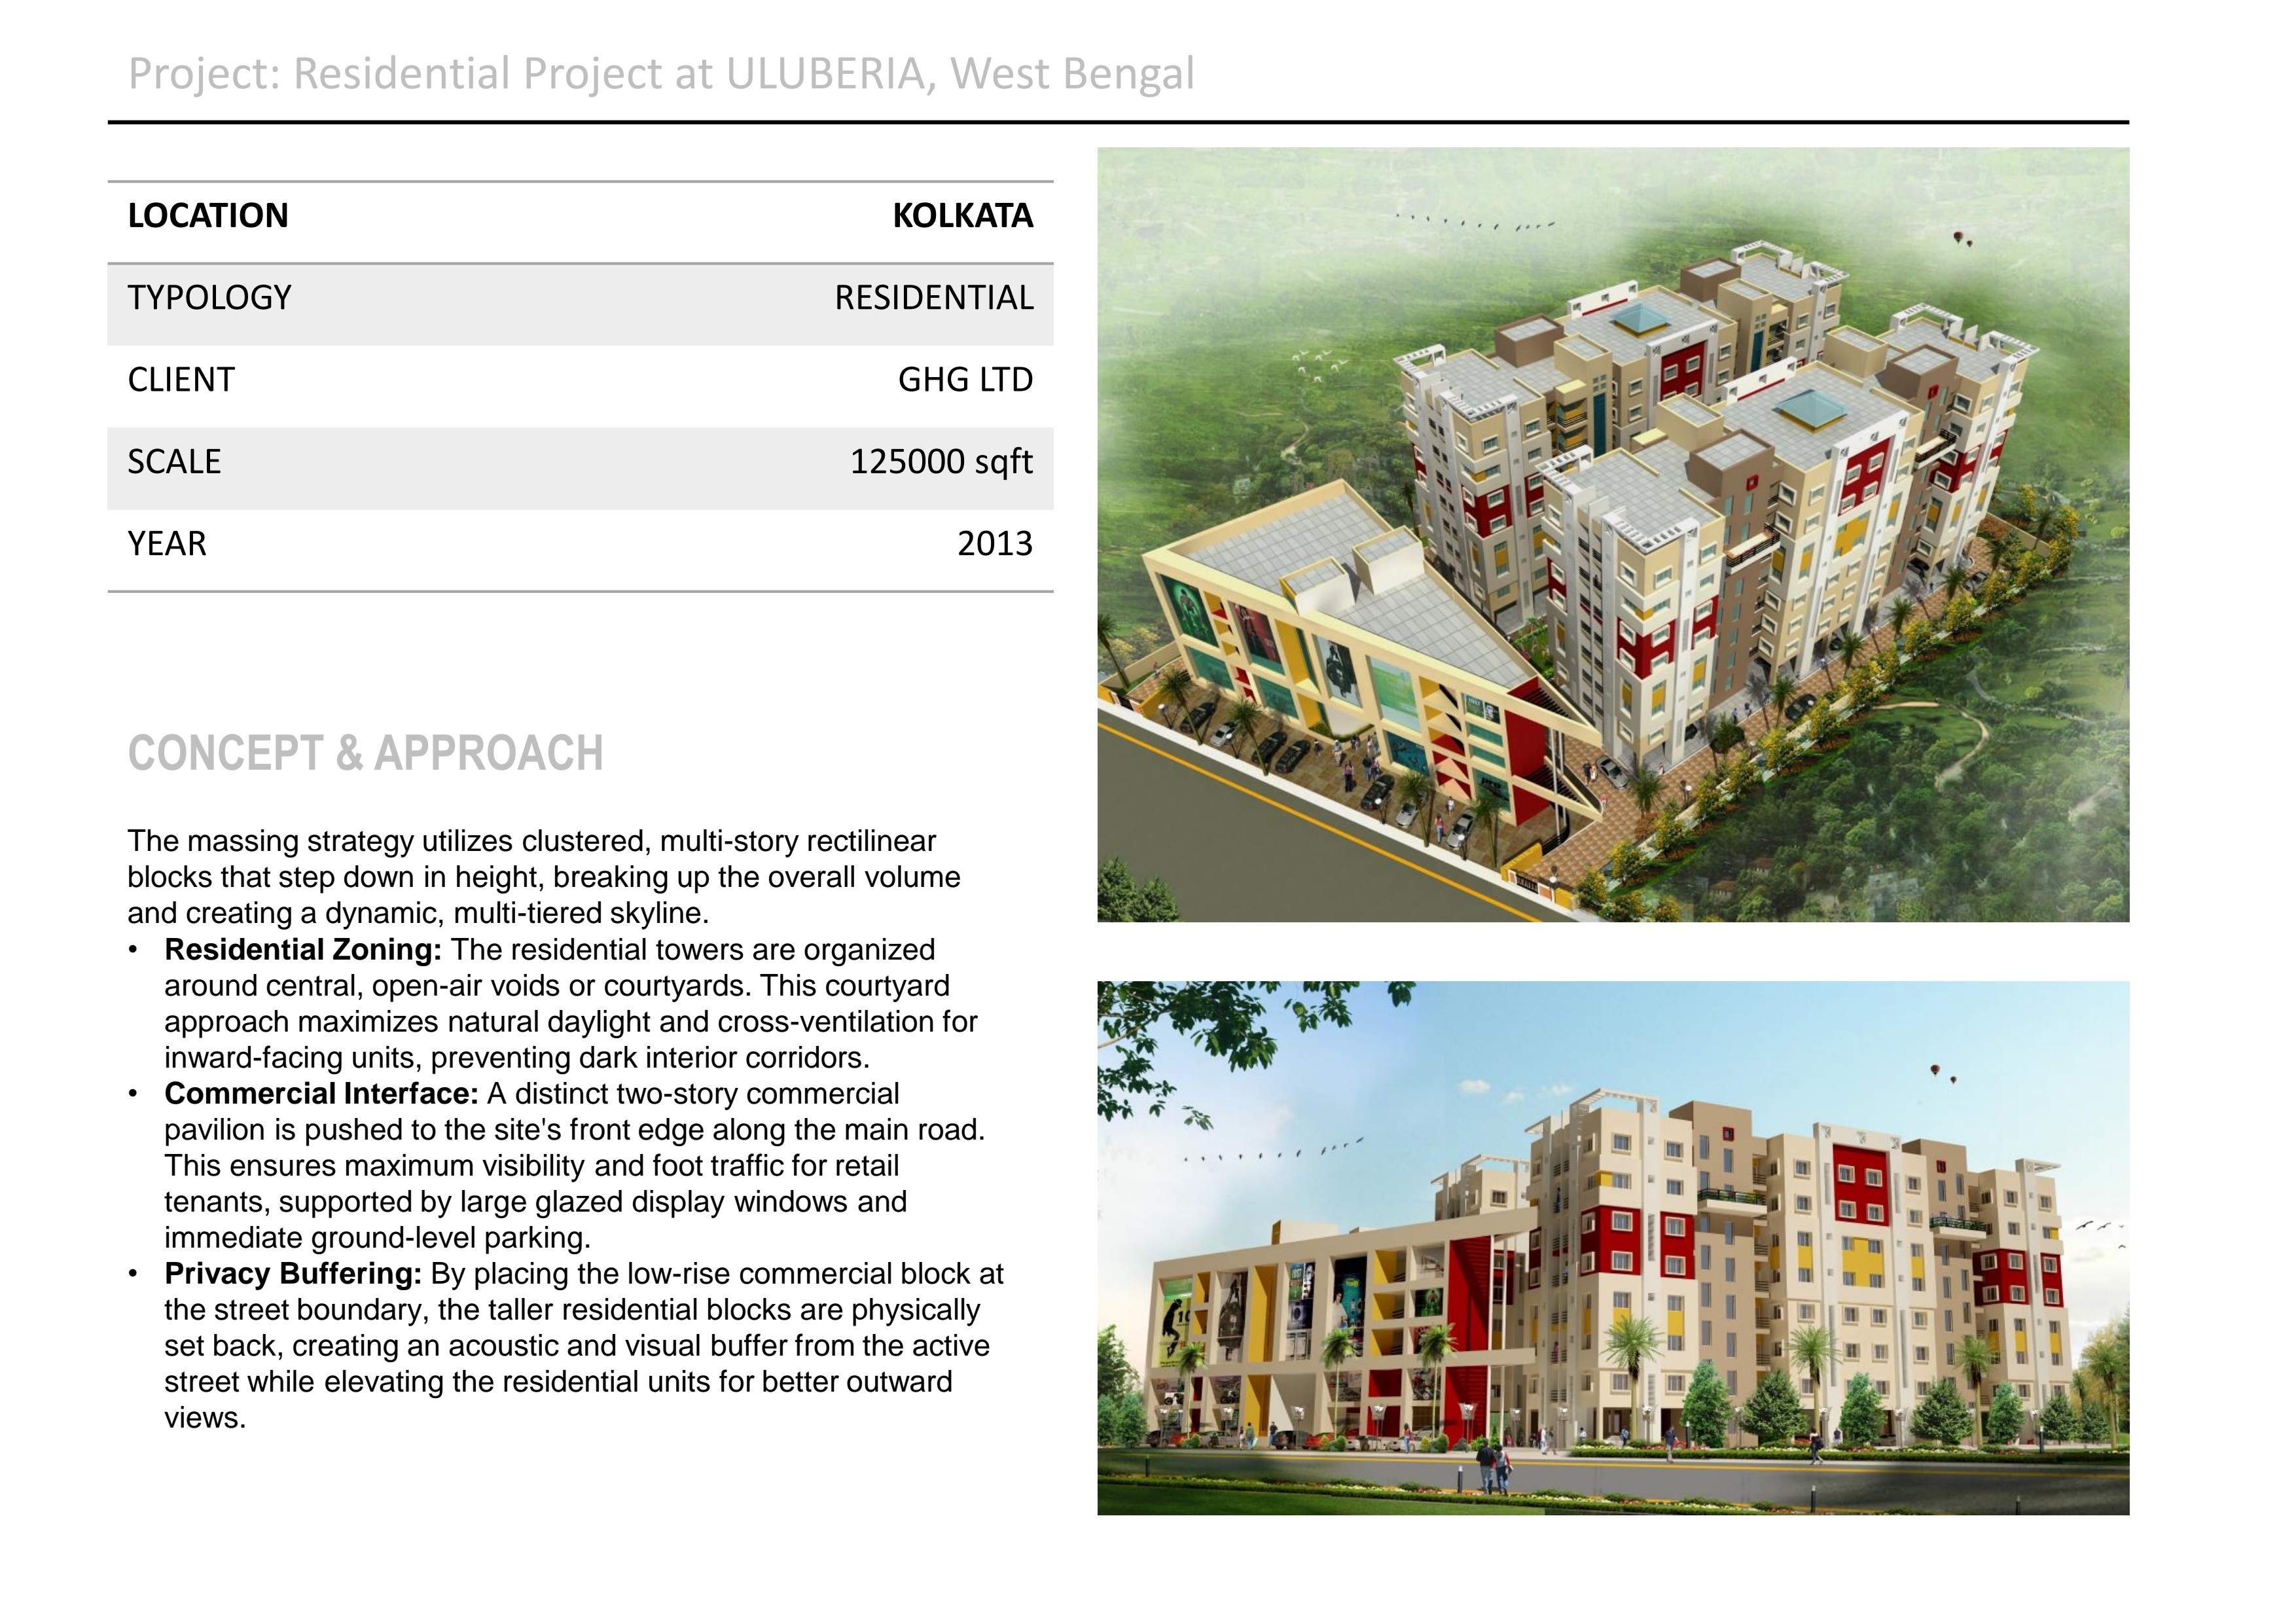 Project: Residential Project at ULUBERIA, West Bengal
LOCATION KOLKATA
TYPOLOGY RESIDENTIAL
CLIENT GHG LTD
SCALE 125000 sqft
YEAR 2013
CONCEPT & APPROACH
The massing strategy utilizes clustered, multi-story rectilinear
blocks that step down in height, breaking up the overall volume
and creating a dynamic, multi-tiered skyline.
• Residential Zoning: The residential towers are organized
around central, open-air voids or courtyards. This courtyard
approach maximizes natural daylight and cross-ventilation for
inward-facing units, preventing dark interior corridors.
• Commercial Interface: A distinct two-story commercial
pavilion is pushed to the site's front edge along the main road.
This ensures maximum visibility and foot traffic for retail
tenants, supported by large glazed display windows and
immediate ground-level parking.
• Privacy Buffering: By placing the low-rise commercial block at
the street boundary, the taller residential blocks are physically
set back, creating an acoustic and visual buffer from the active
street while elevating the residential units for better outward
views.